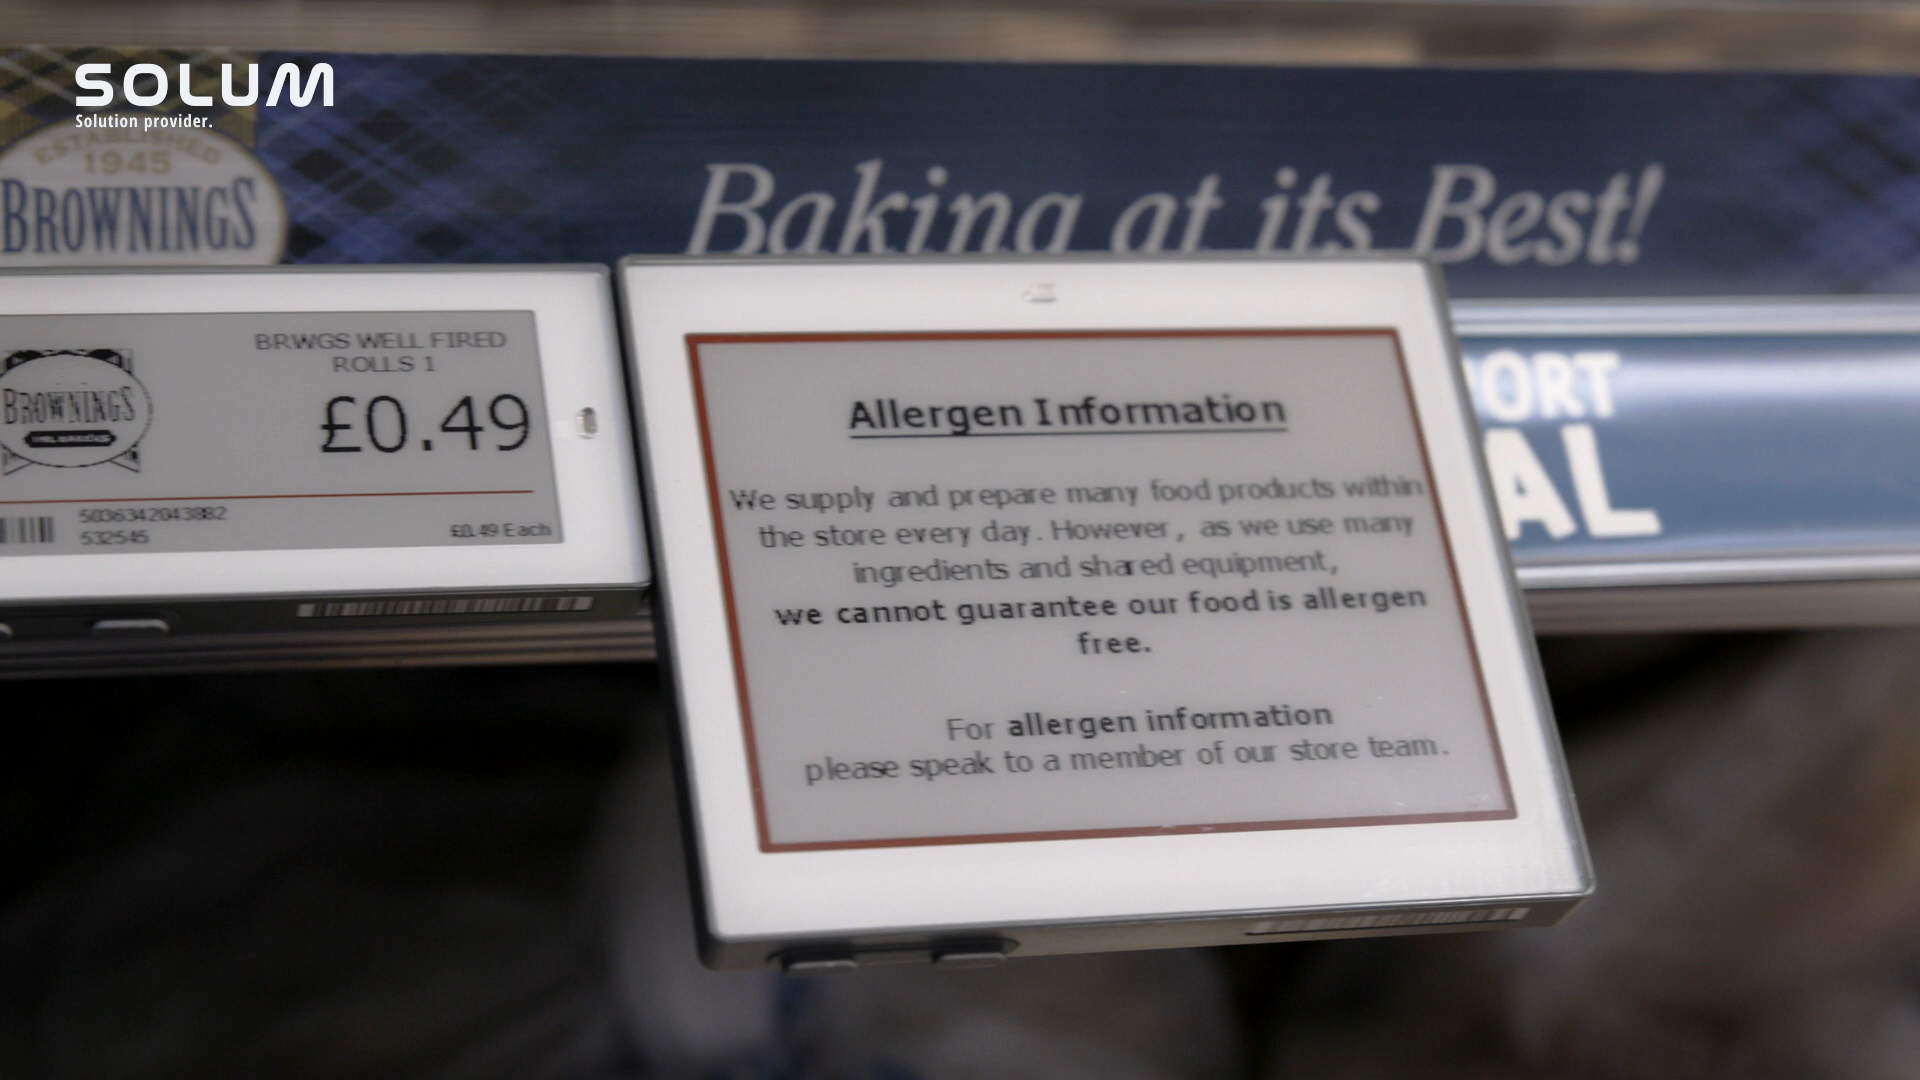 SOLUM
Solution provider.
ESTABLISHED
1945
BROWNINGS
Baking at its Best!
BRWGS WELL FIRED
ROLLS 1
BROWNINGS
£0.49
5036342043882
532545
£0.49 Each
Allergen Information
We supply and prepare many food products within
the store every day. However, as we use many
ingredients and shared equipment,
we cannot guarantee our food is allergen
free.
For allergen information
please speak to a member of our store team.
ORT
AL